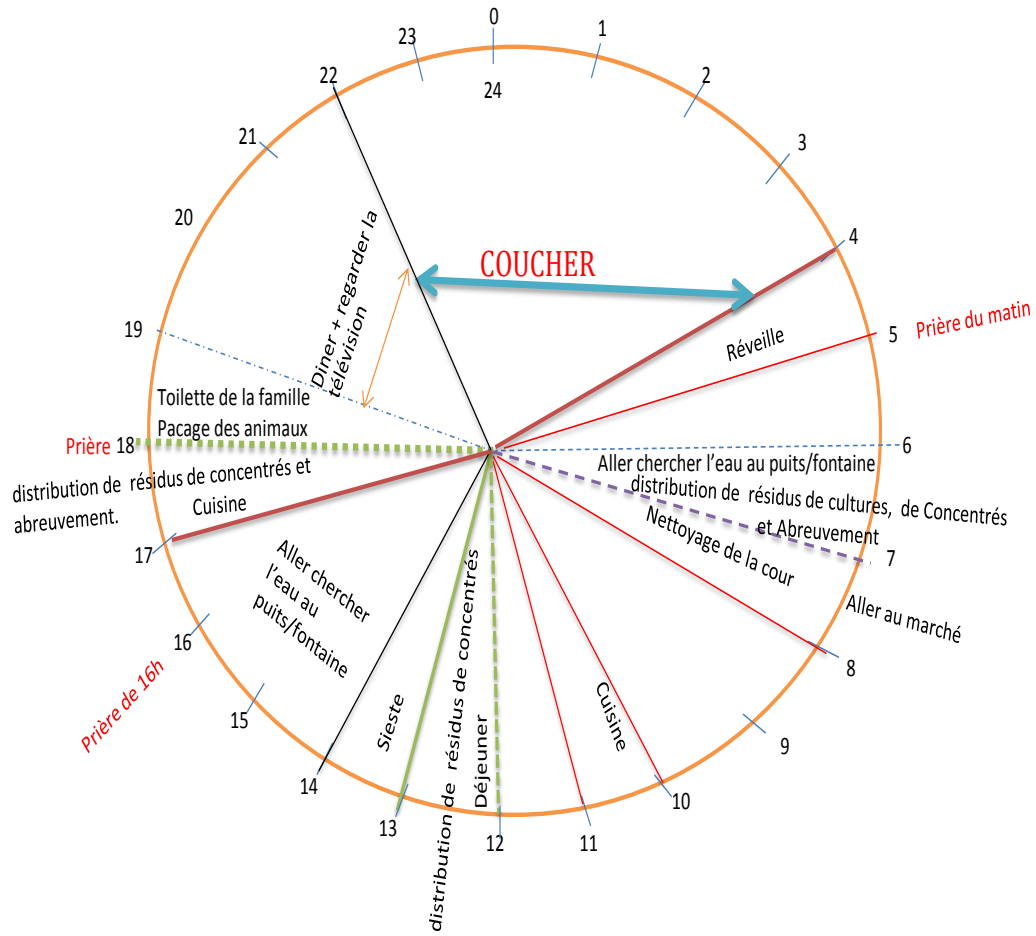 0
23
1
24
22
2
21
3
20
4
COUCHER
Diner + regarder la
télévision
19
5
Prière du matin
Réveille
Toilette de la famille
Pacage des animaux
Prière 18
6
distribution de résidus de concentrés et
abreuvement.
Cuisine
Aller chercher l’eau au puits/fontaine
distribution de résidus de cultures, de Concentrés
et Abreuvement
Nettoyage de la cour
7
17
Aller chercher
l’eau au
puits/fontaine
Aller au marché
16
8
Prière de 16h
15
9
Sieste
distribution de résidus de concentrés
Déjeuner
Cuisine
14
10
13
12
11